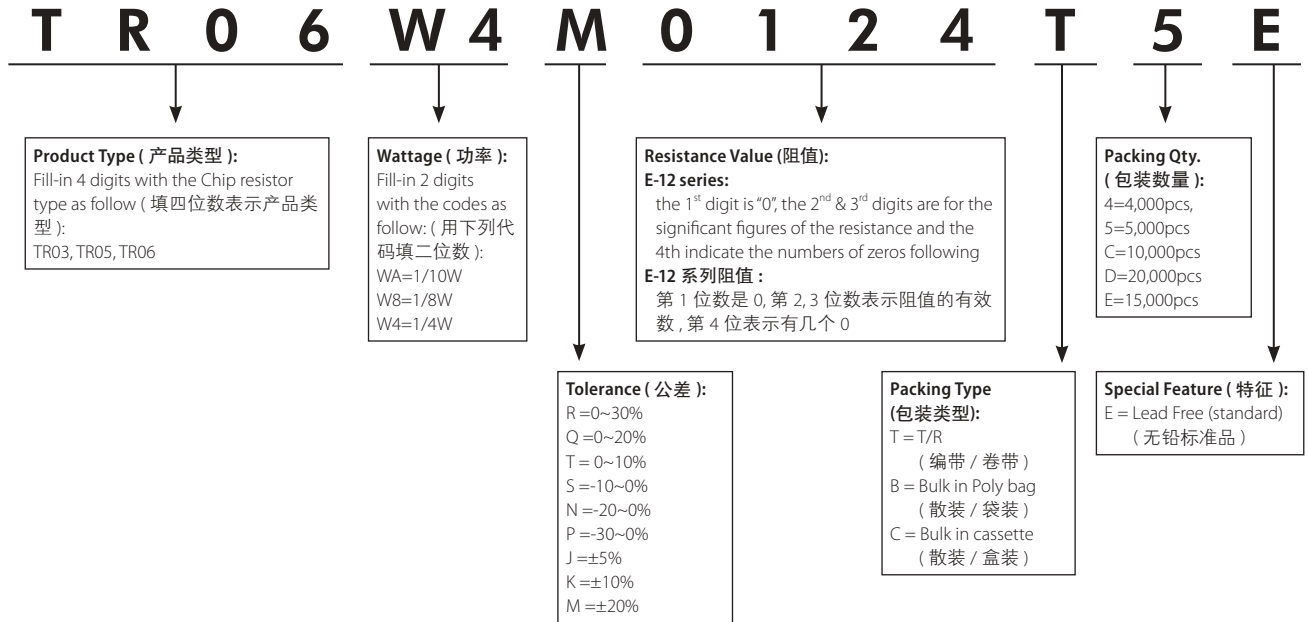 T R 0 6 W 4 M 0 1 2 4 T 5 E
Product Type ( 产品类型 ):
Fill-in 4 digits with the Chip resistor
type as follow ( 填四位数表示产品类
型 ):
TR03, TR05, TR06
Wattage ( 功率 ):
Fill-in 2 digits
with the codes as
follow: ( 用下列代
码填二位数 ):
WA=1/10W
W8=1/8W
W4=1/4W
Resistance Value (阻值):
E-12 series:
the 1st digit is “0”, the 2nd & 3rd digits are for the
significant figures of the resistance and the
4th indicate the numbers of zeros following
E-12 系列阻值 :
第 1 位数是 0, 第 2, 3 位数表示阻值的有效
数 , 第 4 位表示有几个 0
Packing Qty.
( 包装数量 ):
4=4,000pcs,
5=5,000pcs
C=10,000pcs
D=20,000pcs
E=15,000pcs
Tolerance ( 公差 ):
R =0~30%
Q =0~20%
T = 0~10%
S =-10~0%
N =-20~0%
P =-30~0%
J =±5%
K =±10%
M =±20%
Packing Type
(包装类型):
T = T/R
( 编带 / 卷带 )
B = Bulk in Poly bag
( 散装 / 袋装 )
C = Bulk in cassette
( 散装 / 盒装 )
Special Feature ( 特征 ):
E = Lead Free (standard)
( 无铅标准品 )